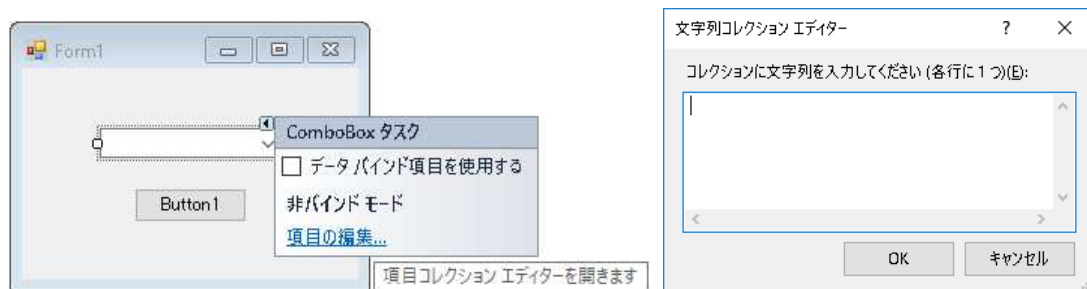 Form1
ComboBox タスク
データ バインド項目を使用する
Button1
非バインド モード
項目の編集...
項目コレクション エディターを開きます
文字列コレクション エディター
コレクションに文字列を入力してください (各行に 1 つ)(E):
OK
キャンセル